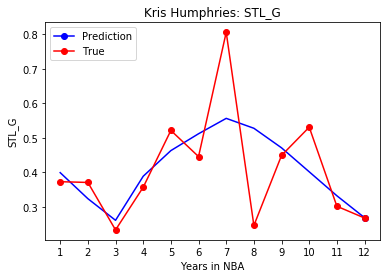 Kris Humphries: STL_G
Prediction
True
STL_G
0.8
0.7
0.6
0.5
0.4
0.3
1 2 3 4 5 6 7 8 9 10 11 12
Years in NBA